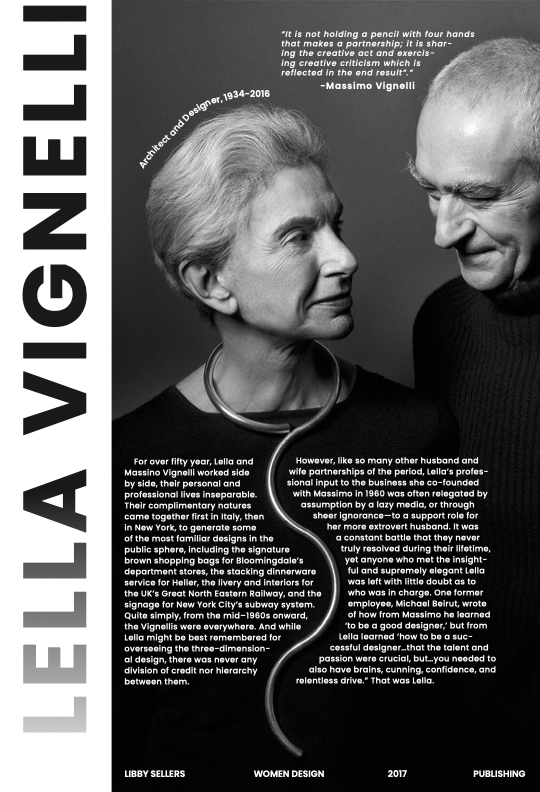 LELLA VIGNELLI
"It is not holding a pencil with four hands
that makes a partnership; it is shar-
ing creative act and exercis-
ing creative criticism which is
reflected in the end result"."
-Massimo Vignelli
Architect and Designer, 1934-2016
For over fifty year, Lella and
Massino Vignelli worked side
by side, their personal and
professional lives inseparable.
Their complimentary natures
came together first in Italy, then
in New York, to generate some
of the most familiar designs in the
public sphere, including the signature
brown shopping bags for Bloomingdale's
department stores, the stacking dinnerware
service for Heller, the livery and interiors for
the UK's Great North Eastern Railway, and the
signage for New York City's subway system.
Quite simply, from the mid-1960s onward,
the Vignellis were everywhere. And while
Lella might be best remembered for
overseeing the three-dimension-
al design, there was never any
division of credit nor hierarchy
between them.
However, like so many other husband and
wife partnerships of the period, Lella's profes-
sional input to the business she co-founded
with Massimo in 1960 was often relegated by
assumption by a lazy media, or through
sheer ignorance—to a support role for
her more extrovert husband. It was
a constant battle that they never
truly resolved during their lifetime,
yet anyone who met the insight-
ful and supremely elegant Lella
was left with little doubt as to
who was in charge. One former
employee, Michael Beirut, wrote
of how from Massimo he learned
'to be a good designer,' but from
Lella learned 'how to be a suc-
cessful designer…that the talent and
passion were crucial, but…you needed to
also have brains, cunning, confidence, and
relentless drive." That was Lella.
LIBBY SELLERS WOMEN DESIGN 2017 PUBLISHING